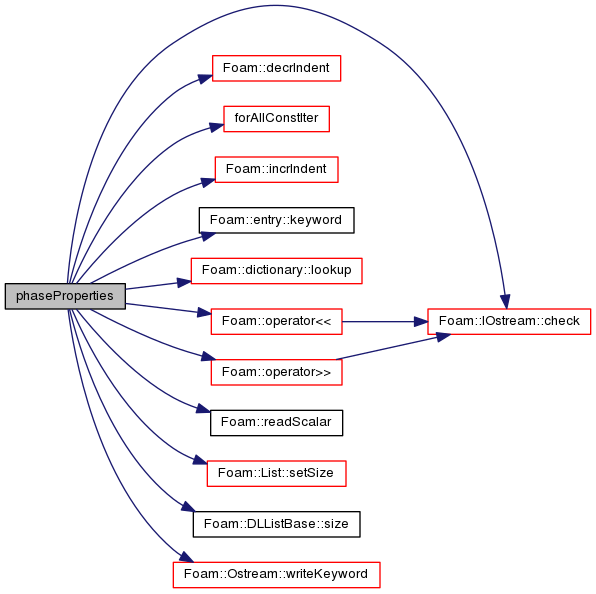 Foam::decrIndent
forAllConstIter
Foam::incrIndent
Foam::entry::keyword
Foam::dictionary::lookup
phaseProperties
Foam::operator<<
Foam::IOstream::check
Foam::operator>>
Foam::readScalar
Foam::List::setSize
Foam::DLListBase::size
Foam::Ostream::writeKeyword